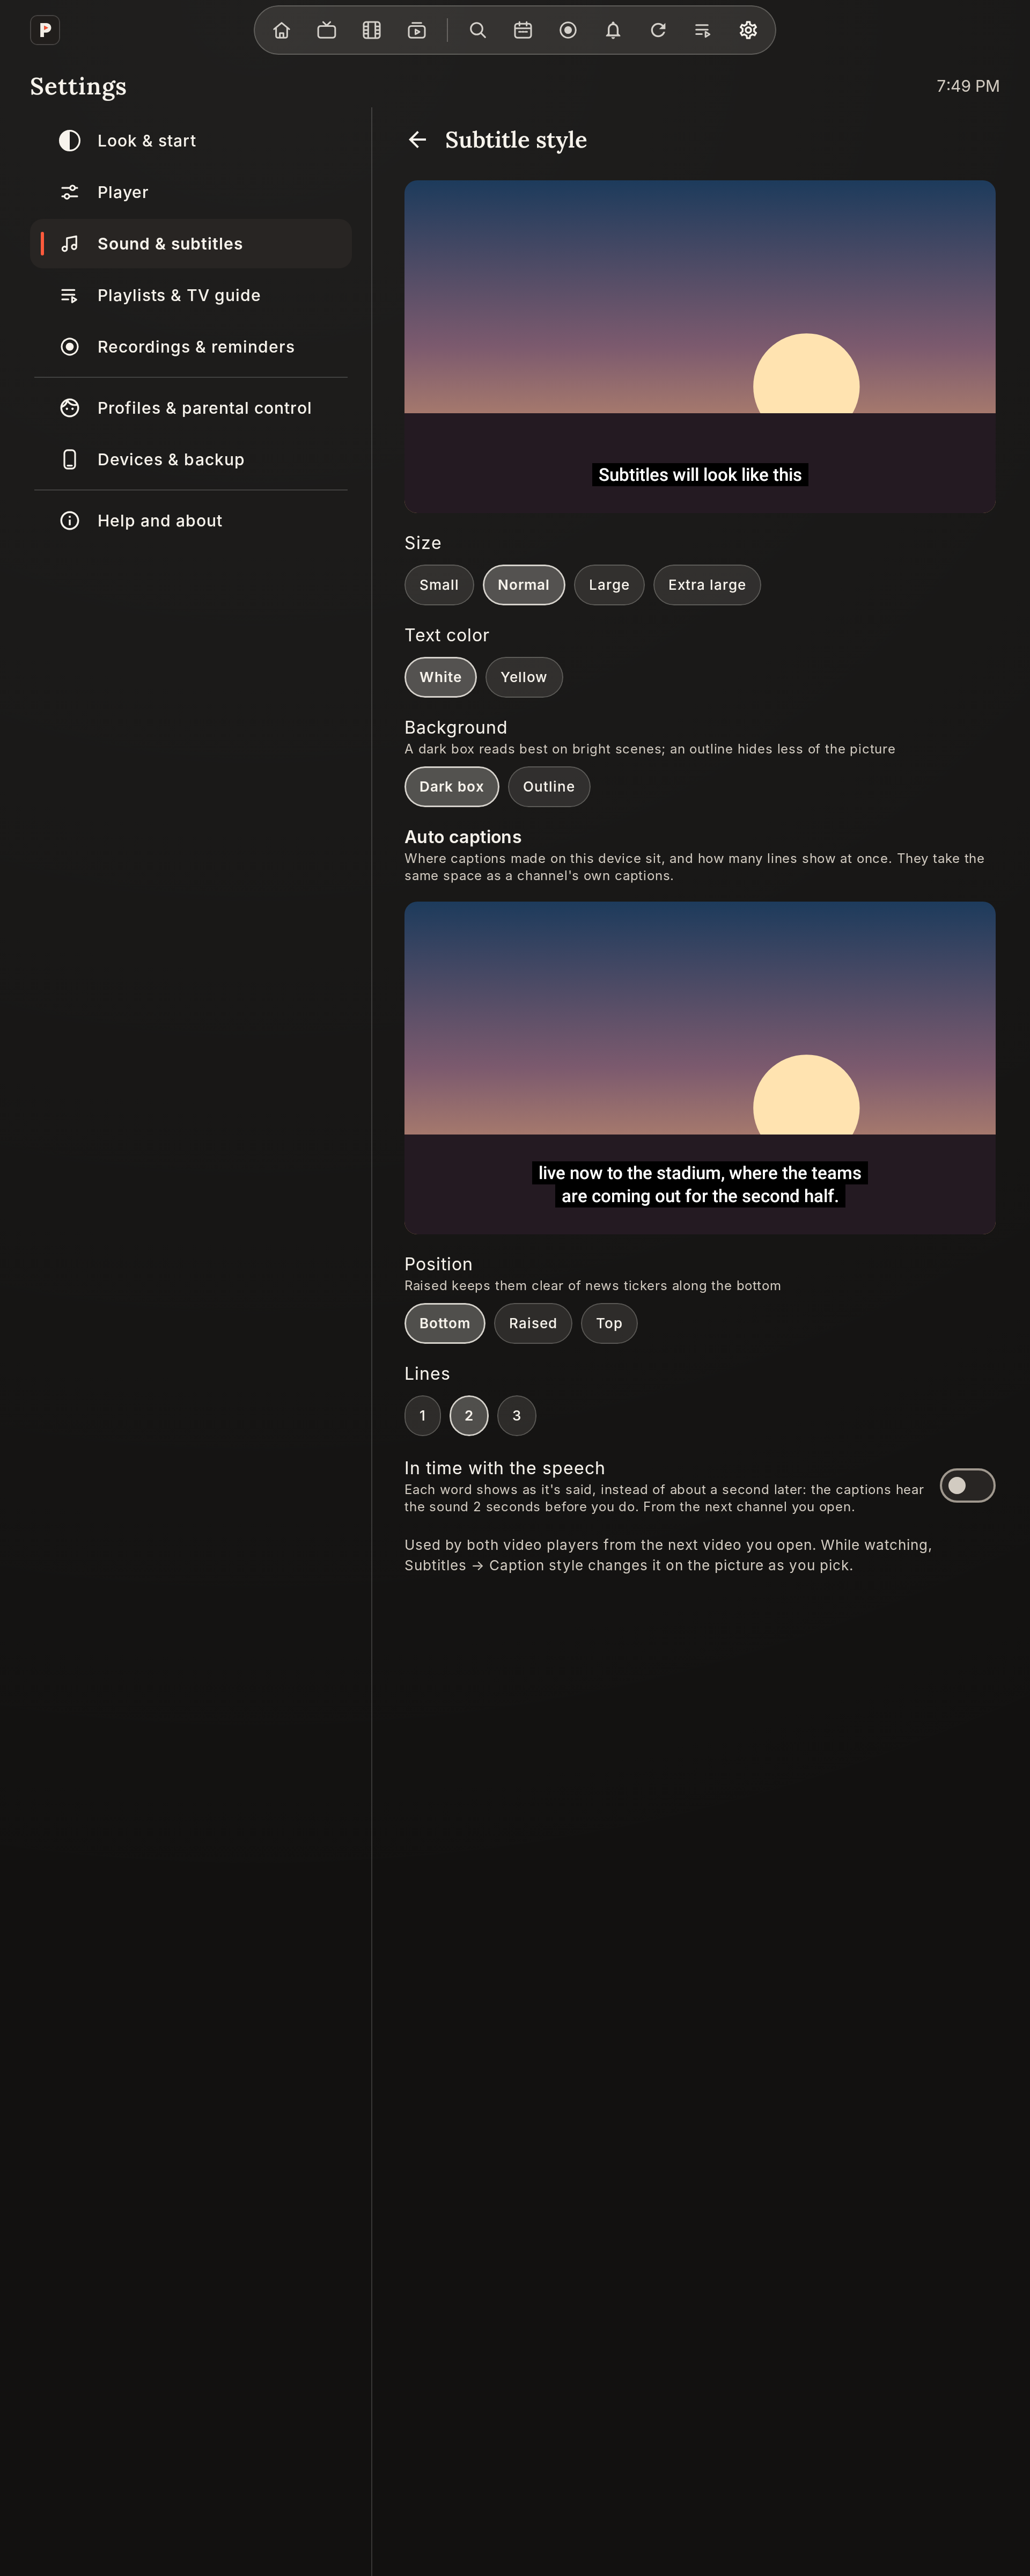 P
Settings
7:49 PM
Look & start
Player
Sound & subtitles
Playlists & TV guide
Recordings & reminders
Profiles & parental control
Devices & backup
Help and about
Subtitle style
Subtitles will look like this
Size
Small
Normal
Large
Extra large
Text color
White
Yellow
Background
A dark box reads best on bright scenes; an outline hides less of the picture
Dark box
Outline
Auto captions
Where captions made on this device sit, and how many lines show at once. They take the
same space as a channel's own captions.
live now to the stadium, where the teams
are coming out for the second half.
Position
Raised keeps them clear of news tickers along the bottom
Bottom
Raised
Top
Lines
1
2
3
In time with the speech
Each word shows as it's said, instead of about a second later: the captions hear
the sound 2 seconds before you do. From the next channel you open.
Used by both video players from the next video you open. While watching,
Subtitles → Caption style changes it on the picture as you pick.